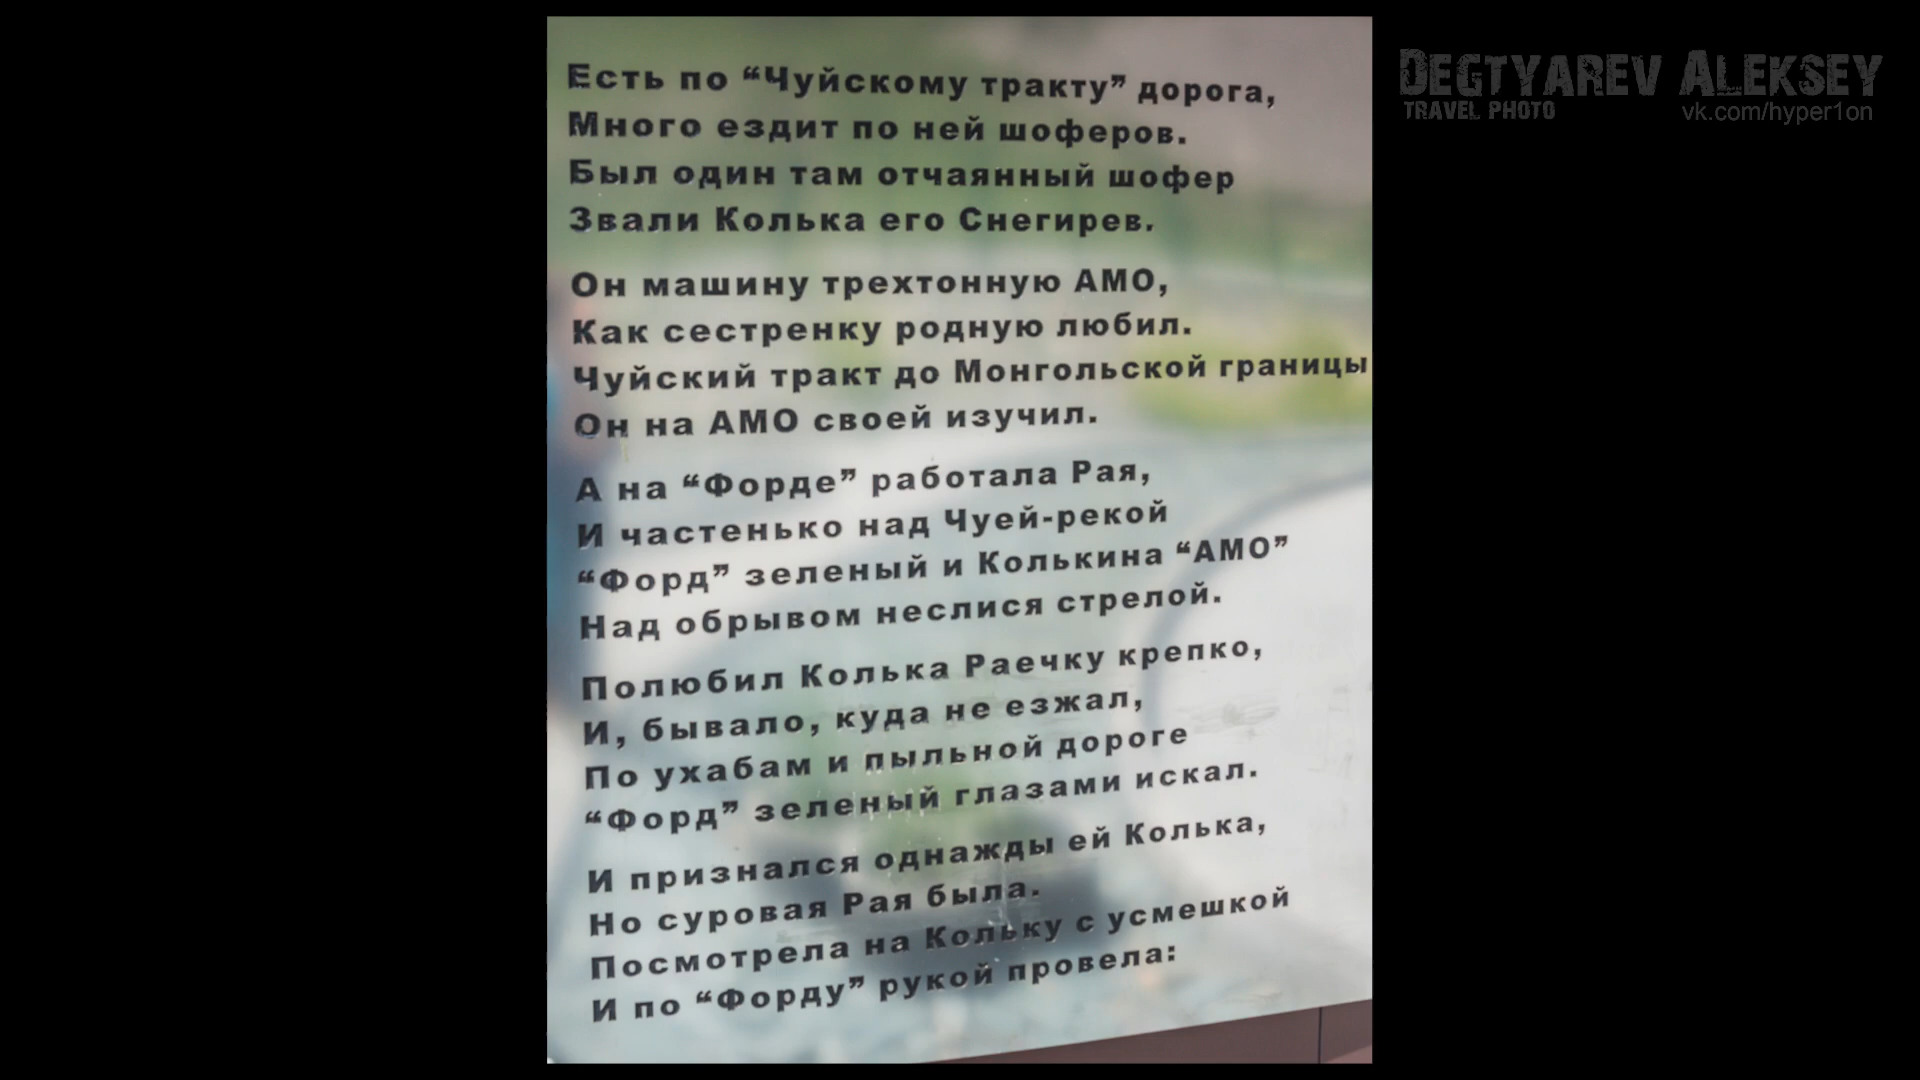 Есть по “Чуйскому тракту” дорога,
Много ездит по ней шоферов.
Был один там отчаянный шофер
Звали Колька его Снегирев.
Он машину трехтонную АМО,
Как сестренку родную любил.
Чуйский тракт до Монгольской границы
Он на АМО своей изучил.
А на “Форде” работала Рая,
И частенько над Чуей-рекой
“Форд” зеленый и Колькина “АМО”
Над обрывом неслися стрелой.
Полюбил Колька Раечку крепко,
И, бывало, куда не езжал,
По ухабам и пыльной дороге
“Форд” зеленый глазами искал.
И признался однажды ей Колька,
Но суровая Рая была.
Посмотрела на Кольку с усмешкой
И по “Форду” рукой провела:
DEGTYAREV ALEKSEY
TRAVEL PHOTO
vk.com/hyper1on